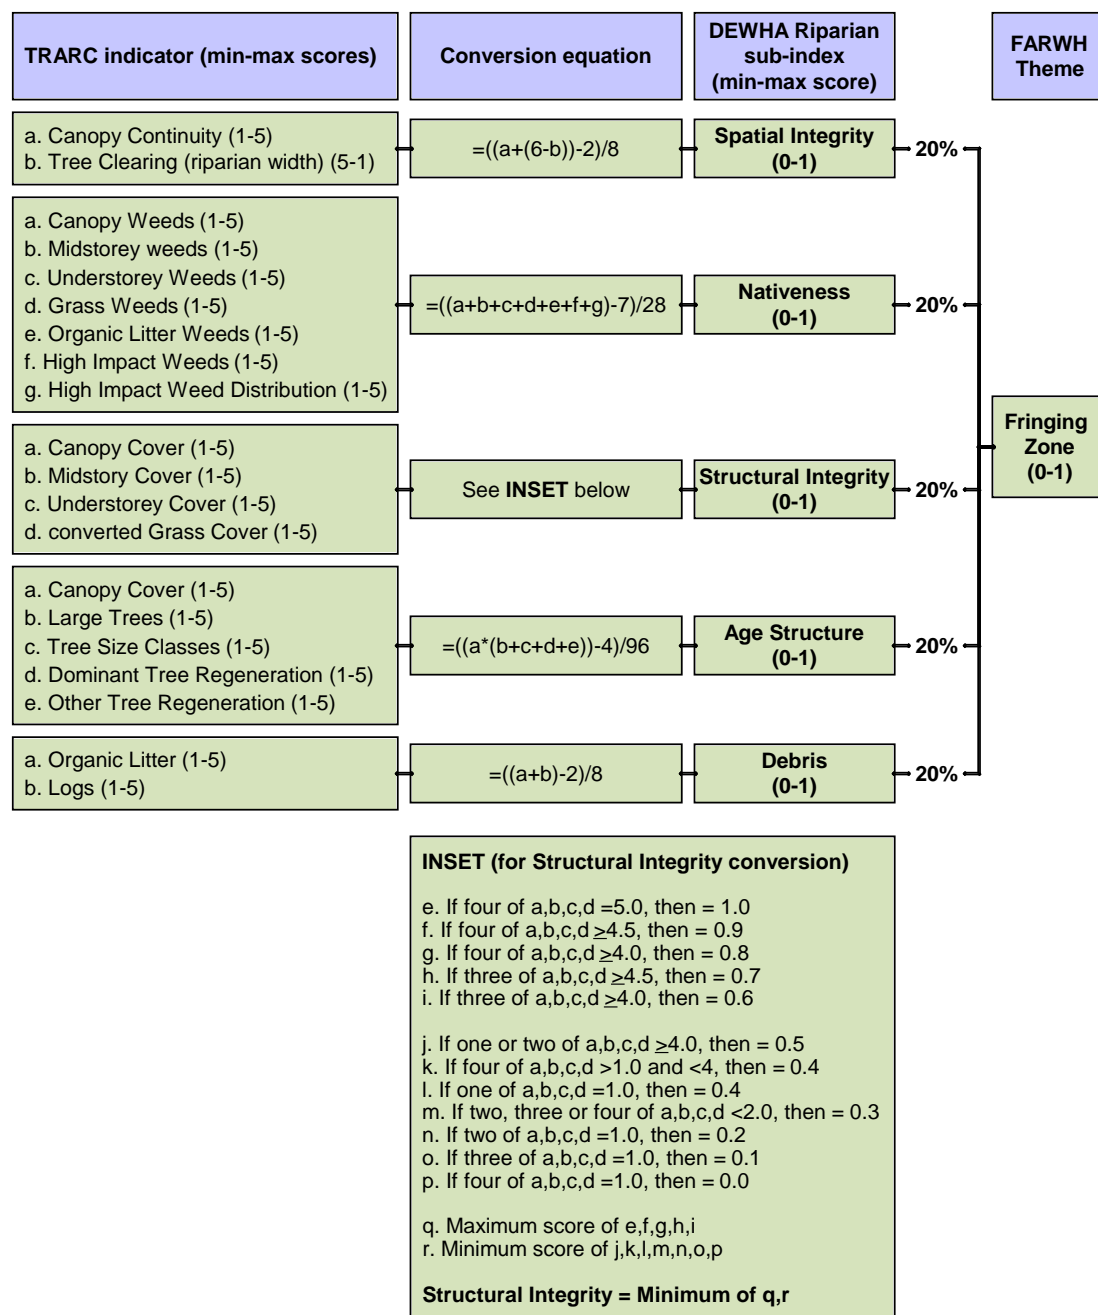 TRARC indicator (min-max scores)
Conversion equation
DEWHA Riparian
sub-index
(min-max score)
FARWH
Theme
a. Canopy Continuity (1-5)
b. Tree Clearing (riparian width) (5-1)
=((a+(6-b))-2)/8
Spatial Integrity
(0-1)
20%
a. Canopy Weeds (1-5)
b. Midstorey weeds (1-5)
c. Understorey Weeds (1-5)
d. Grass Weeds (1-5)
e. Organic Litter Weeds (1-5)
f. High Impact Weeds (1-5)
g. High Impact Weed Distribution (1-5)
=((a+b+c+d+e+f+g)-7)/28
Nativeness
(0-1)
20%
a. Canopy Cover (1-5)
b. Midstory Cover (1-5)
c. Understorey Cover (1-5)
d. converted Grass Cover (1-5)
See INSET below
Structural Integrity
(0-1)
20%
Fringing
Zone
(0-1)
a. Canopy Cover (1-5)
b. Large Trees (1-5)
c. Tree Size Classes (1-5)
d. Dominant Tree Regeneration (1-5)
e. Other Tree Regeneration (1-5)
=((a*(b+c+d+e))-4)/96
Age Structure
(0-1)
20%
a. Organic Litter (1-5)
b. Logs (1-5)
=((a+b)-2)/8
Debris
(0-1)
20%
INSET (for Structural Integrity conversion)
e. If four of a,b,c,d =5.0, then = 1.0
f. If four of a,b,c,d ≥4.5, then = 0.9
g. If four of a,b,c,d ≥4.0, then = 0.8
h. If three of a,b,c,d ≥4.5, then = 0.7
i. If three of a,b,c,d ≥4.0, then = 0.6
j. If one or two of a,b,c,d ≥4.0, then = 0.5
k. If four of a,b,c,d >1.0 and <4, then = 0.4
l. If one of a,b,c,d =1.0, then = 0.4
m. If two, three or four of a,b,c,d <2.0, then = 0.3
n. If two of a,b,c,d =1.0, then = 0.2
o. If three of a,b,c,d =1.0, then = 0.1
p. If four of a,b,c,d =1.0, then = 0.0
q. Maximum score of e,f,g,h,i
r. Minimum score of j,k,l,m,n,o,p
Structural Integrity = Minimum of q,r